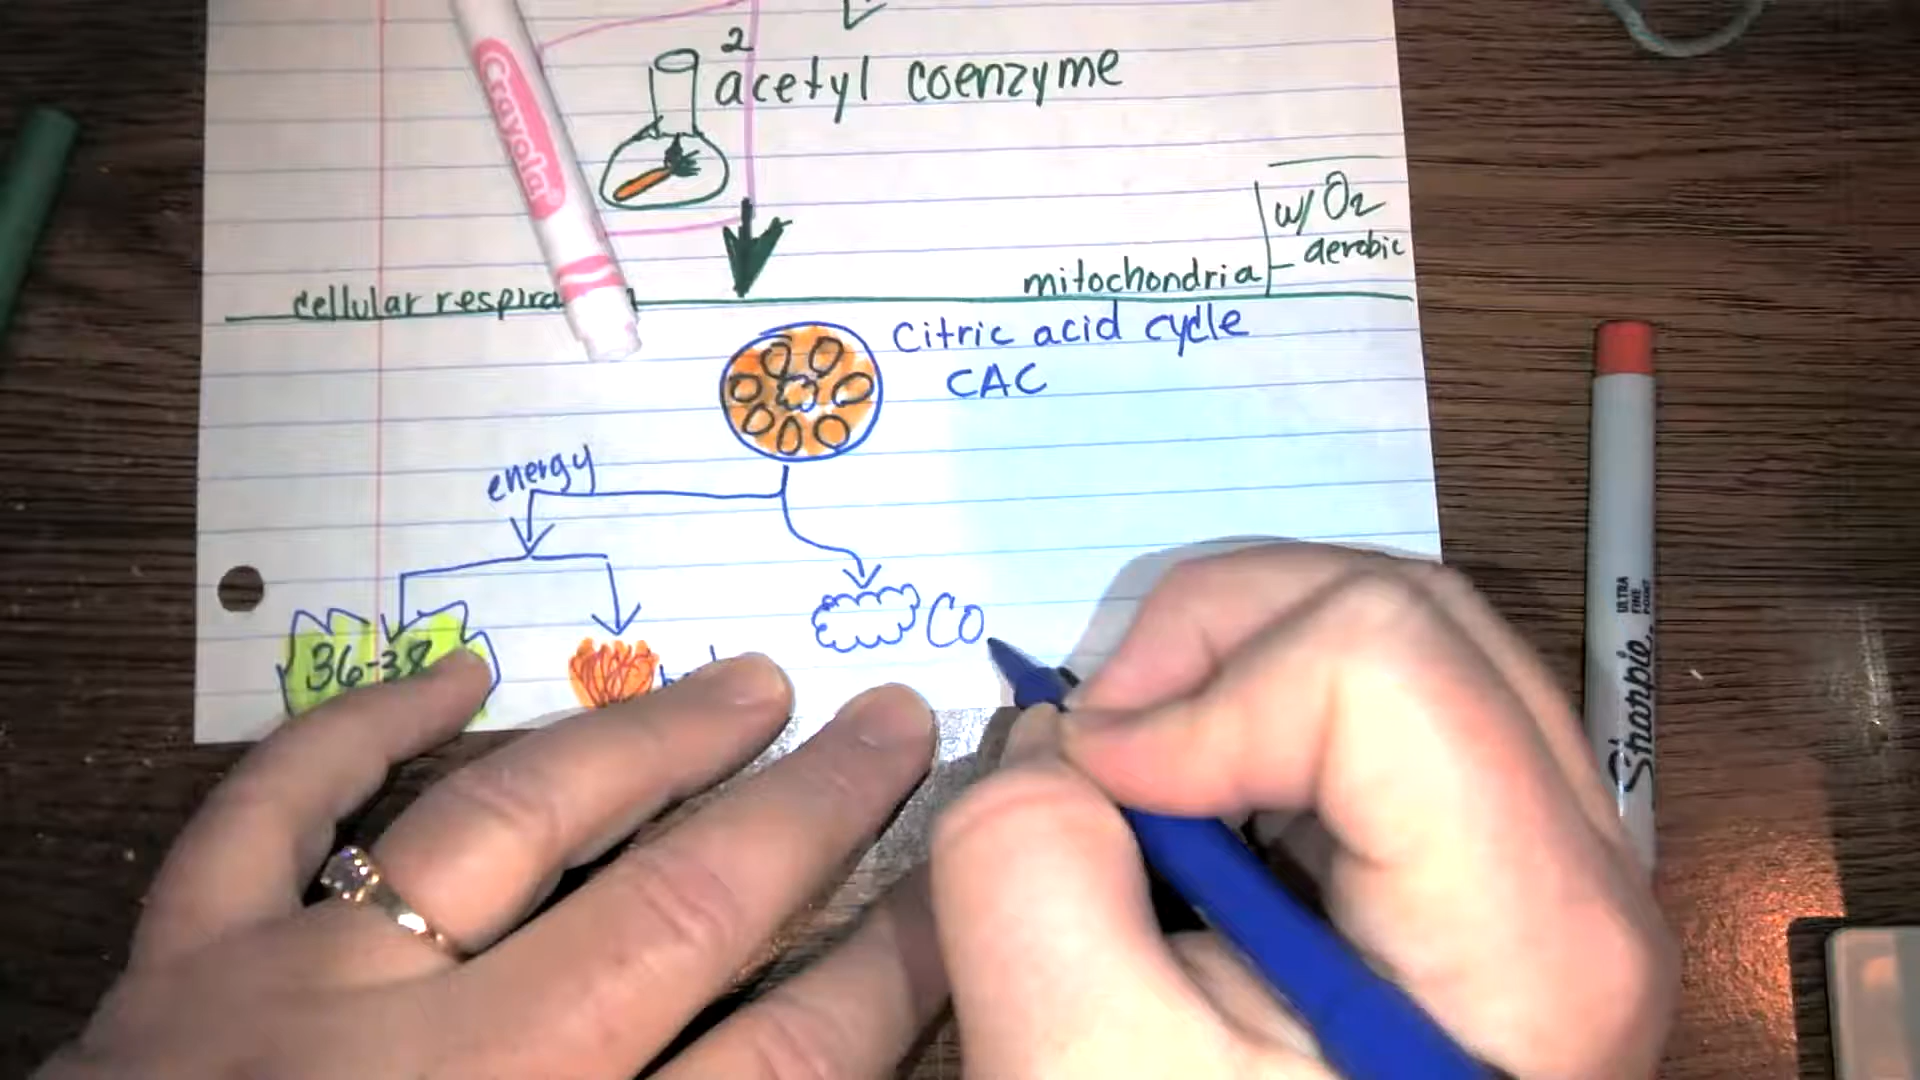 2
acetyl coenzyme
Crayola
w/ O2
aerobic
mitochondria
cellular respira
Citric acid cycle
CAC
energy
CO
36-38
Sharpie
ULTRA
FINE
POINT